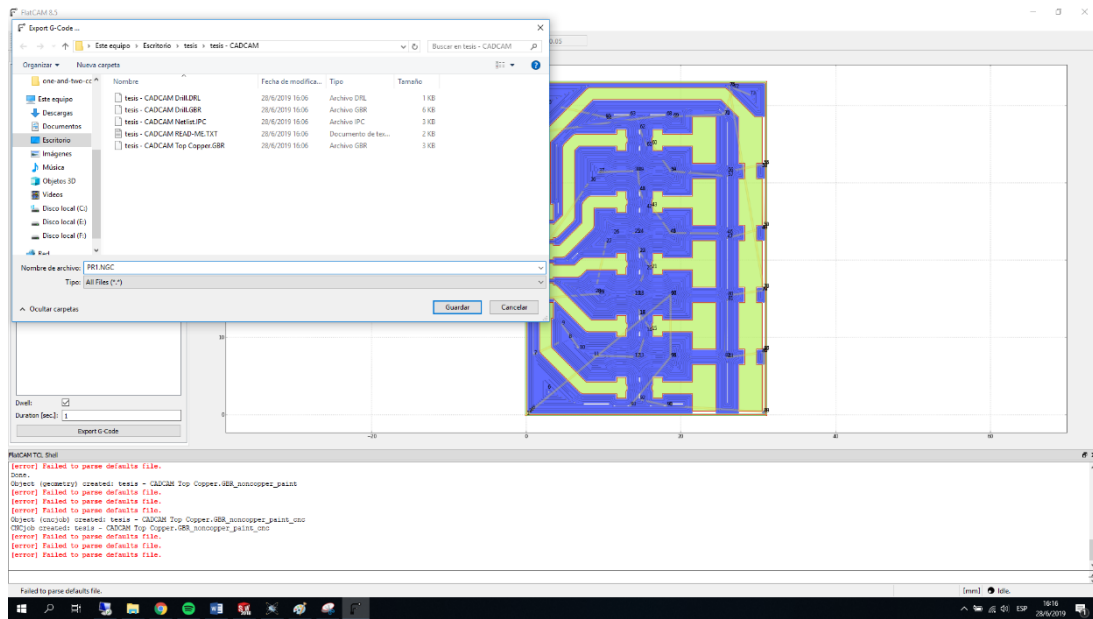 FlatCAM 8.5
Export G-Code ...
Este equipo > Escritorio > tesis > tesis - CADCAM
Buscar en tesis - CADCAM
0.05
Organizar
Nueva carpeta
one-and-two-cc
Este equipo
Descargas
Documentos
Escritorio
Imágenes
Música
Objetos 3D
Videos
Disco local (C:)
Disco local (E:)
Disco local (F:)
Red
Nombre Fecha de modifica... Tipo Tamaño
tesis - CADCAM Drill.DRL 28/6/2019 16:06 Archivo DRL 1 KB
tesis - CADCAM Drill.GBR 28/6/2019 16:06 Archivo GBR 6 KB
tesis - CADCAM Netlist.IPC 28/6/2019 16:06 Archivo IPC 3 KB
tesis - CADCAM READ-ME.TXT 28/6/2019 16:06 Documento de tex... 2 KB
tesis - CADCAM Top Copper.GBR 28/6/2019 16:06 Archivo GBR 3 KB
Nombre de archivo: PR1.NGC
Tipo: All Files (*.*)
Ocultar carpetas
Guardar
Cancelar
10
0
-20 0 20 40 60
Dwell:
Duration [sec.]: 1
Export G-Code
FlatCAM TCL Shell
[error] Failed to parse defaults file.
Done.
Object (geometry) created: tesis - CADCAM Top Copper.GBR_noncopper_paint
[error] Failed to parse defaults file.
[error] Failed to parse defaults file.
[error] Failed to parse defaults file.
Object (cncjob) created: tesis - CADCAM Top Copper.GBR_noncopper_paint_cnc
CNCjob created: tesis - CADCAM Top Copper.GBR_noncopper_paint_cnc
[error] Failed to parse defaults file.
[error] Failed to parse defaults file.
[error] Failed to parse defaults file.
Failed to parse defaults file.
[mm] Idle.
ESP
16:16
28/6/2019